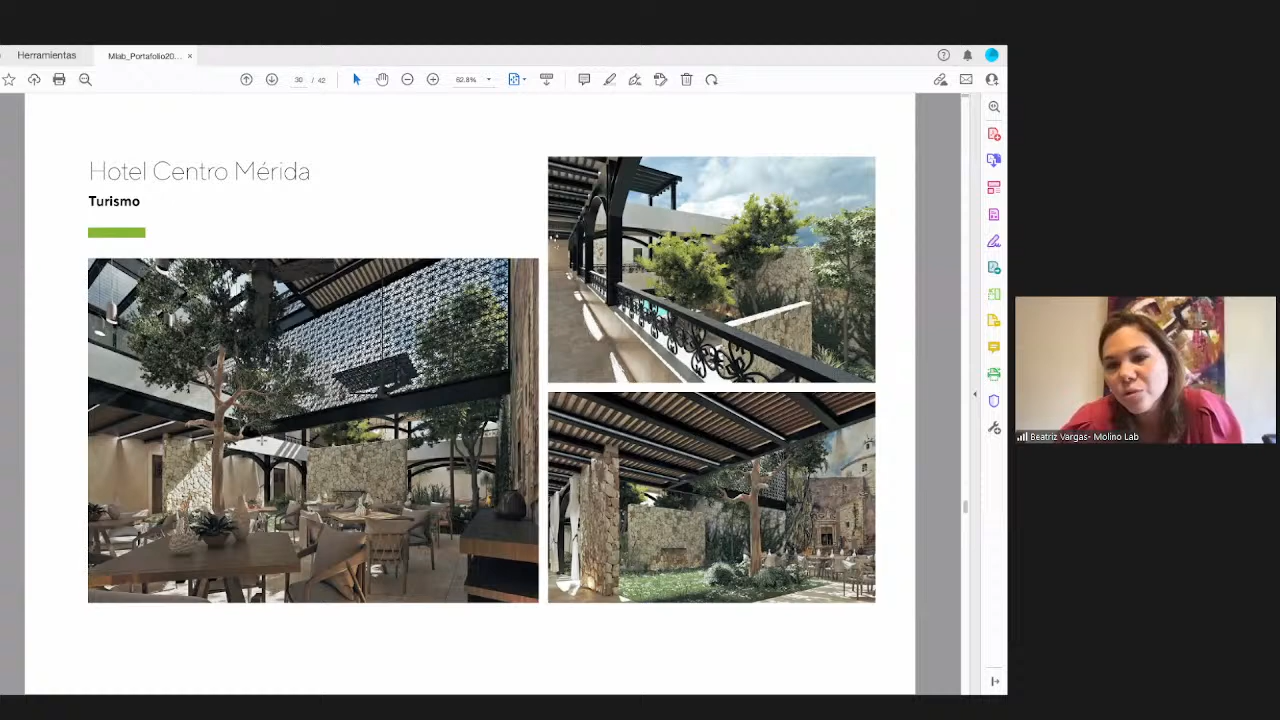 Herramientas
Mlab_Portafolio20...
30 / 42
62.8%
Hotel Centro Mérida
Turismo
Beatriz Vargas- Molino Lab